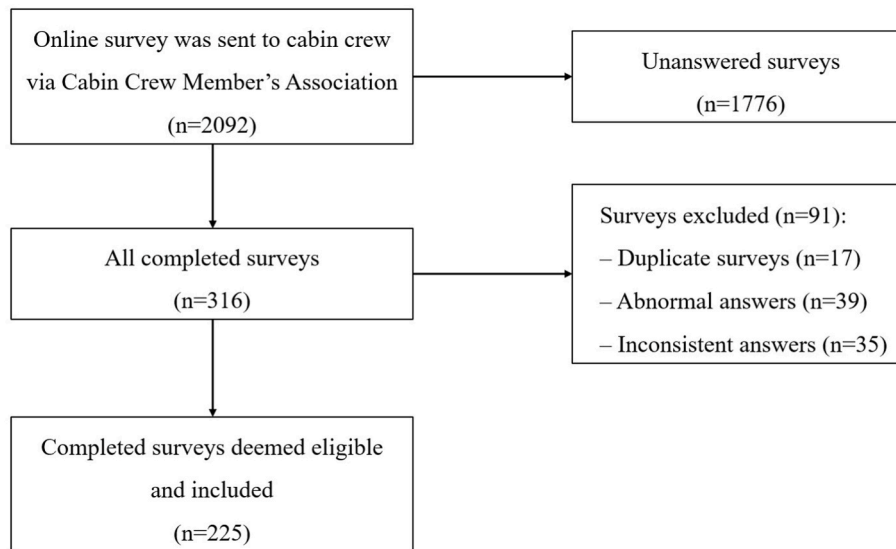 Online survey was sent to cabin crew
via Cabin Crew Member’s Association
(n=2092)
Unanswered surveys
(n=1776)
All completed surveys
(n=316)
Surveys excluded (n=91):
– Duplicate surveys (n=17)
– Abnormal answers (n=39)
– Inconsistent answers (n=35)
Completed surveys deemed eligible
and included
(n=225)